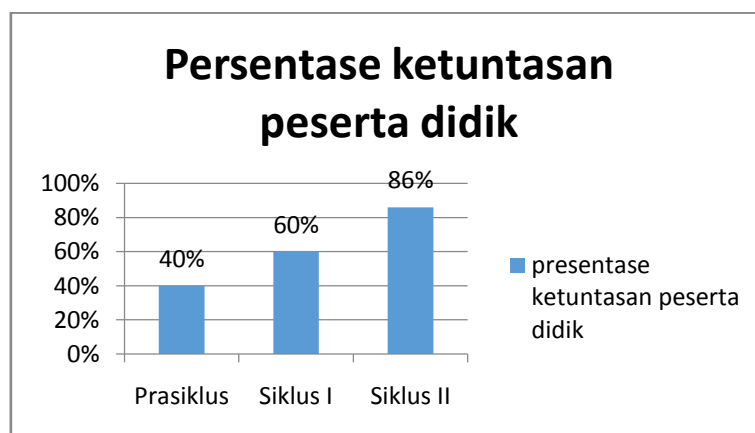 Persentase ketuntasan
peserta didik
100%
80%
60%
40%
20%
0%
40%
60%
86%
Prasiklus
Siklus I
Siklus II
presentase
ketuntasan peserta
didik